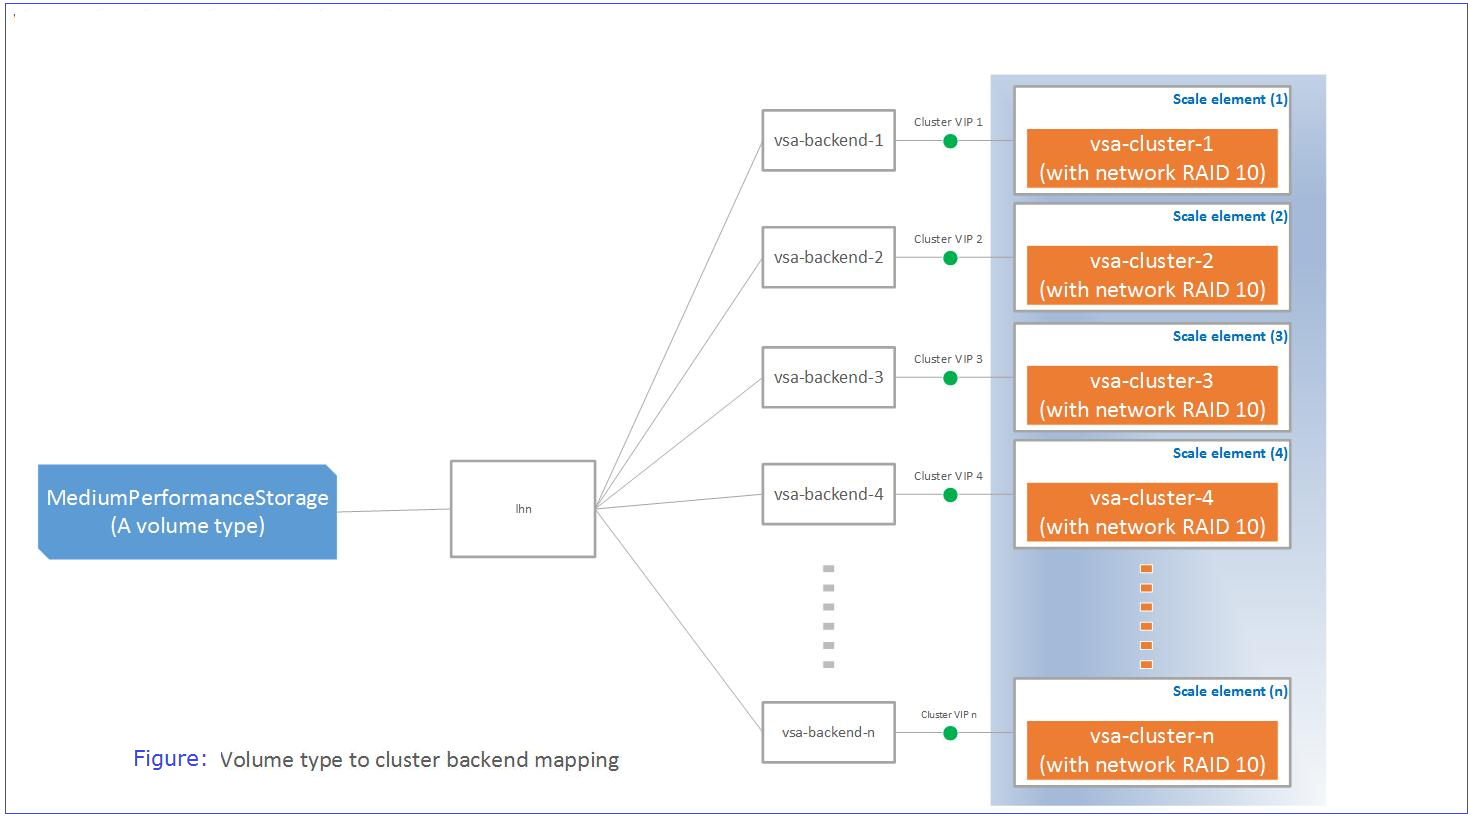 Scale element (1)
Cluster VIP 1
vsa-backend-1
vsa-cluster-1
(with network RAID 10)
Scale element (2)
Cluster VIP 2
vsa-backend-2
vsa-cluster-2
(with network RAID 10)
Scale element (3)
Cluster VIP 3
vsa-backend-3
vsa-cluster-3
(with network RAID 10)
Scale element (4)
Cluster VIP 4
vsa-backend-4
vsa-cluster-4
(with network RAID 10)
MediumPerformanceStorage
(A volume type)
lhn
Scale element (n)
Cluster VIP n
vsa-backend-n
vsa-cluster-n
(with network RAID 10)
Figure: Volume type to cluster backend mapping